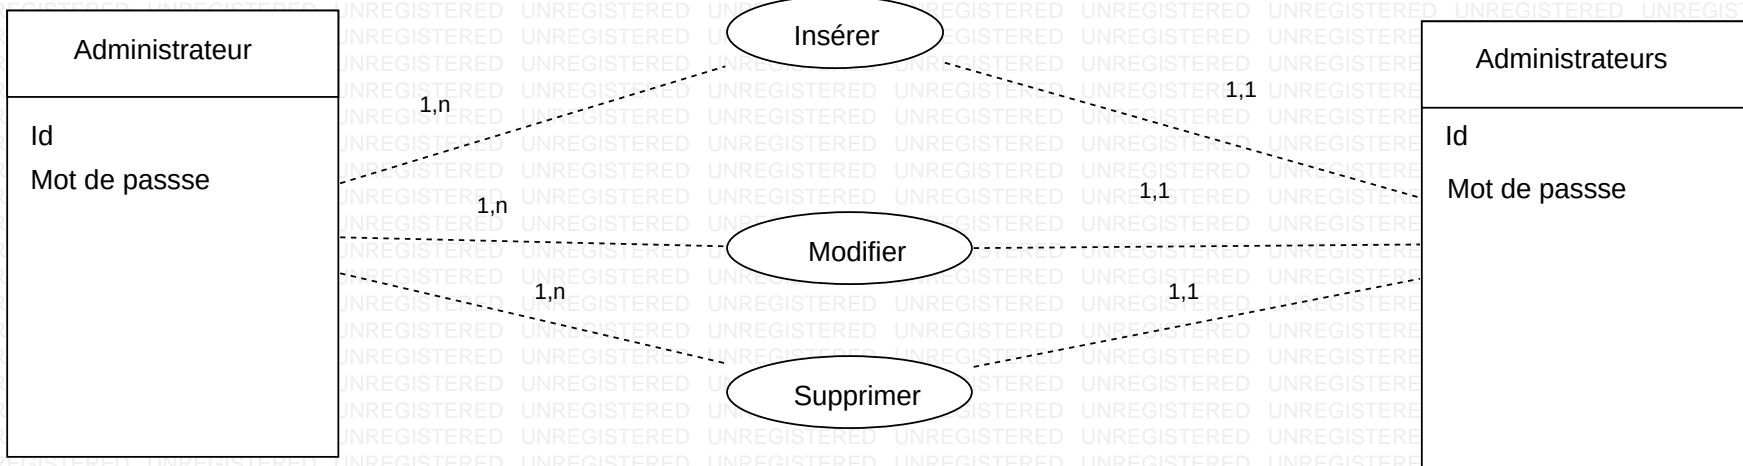 Administrateur
Id
Mot de passse
1,n
1,n
1,n
Insérer
Modifier
Supprimer
1,1
1,1
1,1
Administrateurs
Id
Mot de passse
UNREGISTERED